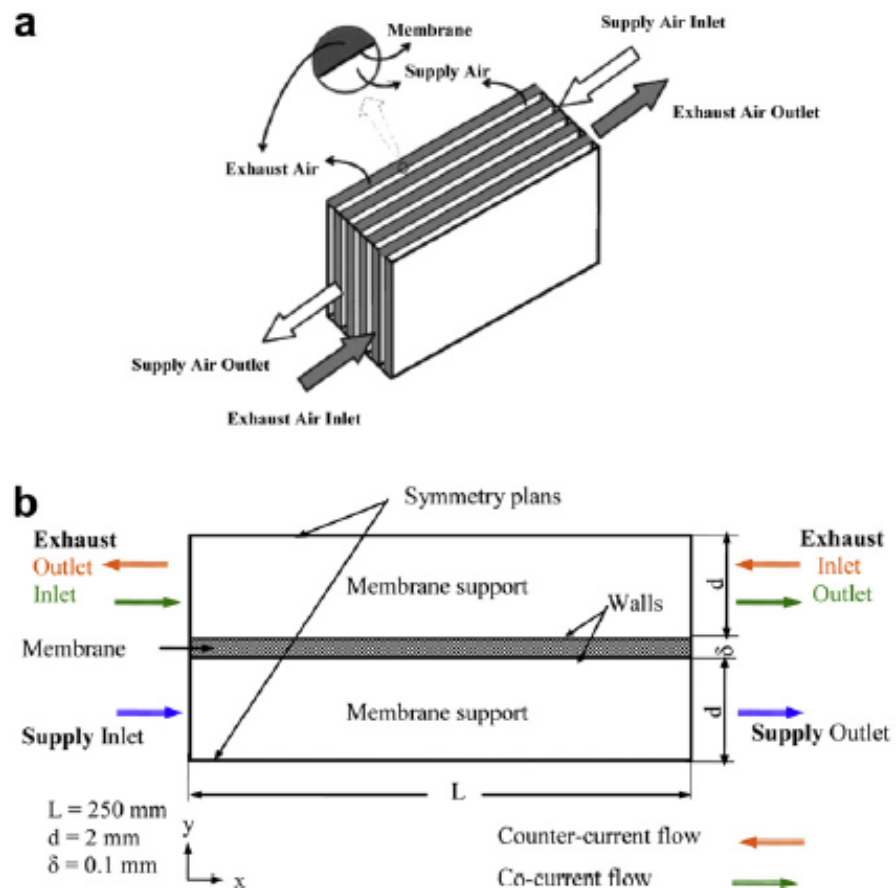 a
Membrane
Supply Air
Exhaust Air
Supply Air Inlet
Exhaust Air Outlet
Supply Air Outlet
Exhaust Air Inlet
b
Symmetry plans
Exhaust
Outlet
Inlet
Membrane support
Exhaust
Inlet
Outlet
d
Walls
Membrane
δ
Membrane support
d
Supply Inlet
Supply Outlet
L
L = 250 mm
d = 2 mm
δ = 0.1 mm
y
x
Counter-current flow
Co-current flow